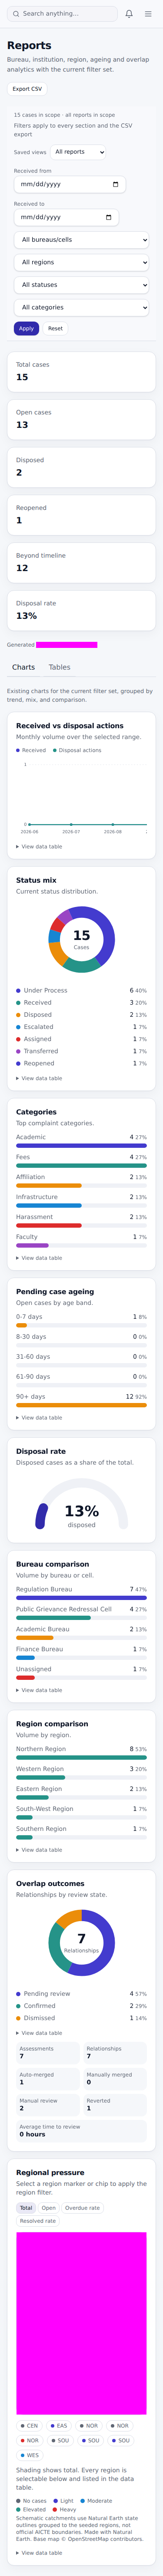 Search anything...
Reports
Bureau, institution, region, ageing and overlap
analytics with the current filter set.
Export CSV
15 cases in scope · all reports in scope
Filters apply to every section and the CSV
export
Saved views
All reports
Received from
mm/dd/yyyy
Received to
mm/dd/yyyy
All bureaus/cells
All regions
All statuses
All categories
Apply
Reset
Total cases
15
Open cases
13
Disposed
2
Reopened
1
Beyond timeline
12
Disposal rate
13%
Generated
Charts
Tables
Existing charts for the current filter set, grouped by
trend, mix, and comparison.
Received vs disposal actions
Monthly volume over the selected range.
Received
Disposal actions
1
0
2026-06
2026-07
2026-08
View data table
Status mix
Current status distribution.
15
Cases
Under Process 6 40%
Received 3 20%
Disposed 2 13%
Escalated 1 7%
Assigned 1 7%
Transferred 1 7%
Reopened 1 7%
View data table
Categories
Top complaint categories.
Academic 4 27%
Fees 4 27%
Affiliation 2 13%
Infrastructure 2 13%
Harassment 2 13%
Faculty 1 7%
View data table
Pending case ageing
Open cases by age band.
0-7 days 1 8%
8-30 days 0 0%
31-60 days 0 0%
61-90 days 0 0%
90+ days 12 92%
View data table
Disposal rate
Disposed cases as a share of the total.
13%
disposed
Bureau comparison
Volume by bureau or cell.
Regulation Bureau 7 47%
Public Grievance Redressal Cell 4 27%
Academic Bureau 2 13%
Finance Bureau 1 7%
Unassigned 1 7%
View data table
Region comparison
Volume by region.
Northern Region 8 53%
Western Region 3 20%
Eastern Region 2 13%
South-West Region 1 7%
Southern Region 1 7%
View data table
Overlap outcomes
Relationships by review state.
7
Relationships
Pending review 4 57%
Confirmed 2 29%
Dismissed 1 14%
View data table
Assessments
7
Relationships
7
Auto-merged
1
Manually merged
0
Manual review
2
Reverted
1
Average time to review
0 hours
Regional pressure
Select a region marker or chip to apply the
region filter.
Total
Open
Overdue rate
Resolved rate
CEN
EAS
NOR
NOR
NOR
SOU
SOU
SOU
WES
Shading shows total. Every region is
selectable below and listed in the data
table.
No cases
Light
Moderate
Elevated
Heavy
Schematic catchments use Natural Earth state
outlines grouped to the seeded regions, not
official AICTE boundaries. Made with Natural
Earth. Base map © OpenStreetMap contributors.
View data table